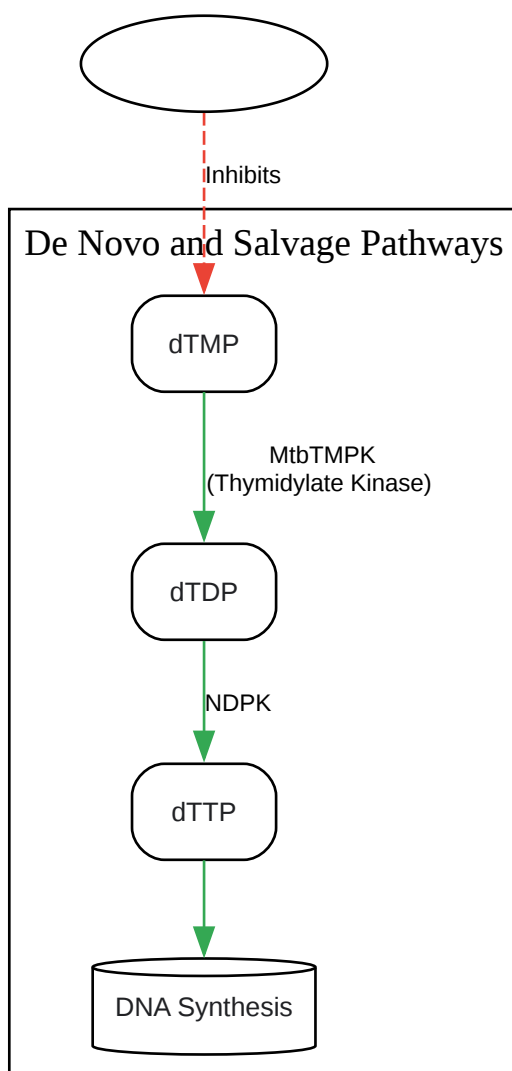 Inhibits
De Novo and Salvage Pathways
dTMP
MtbTMPK
(Thymidylate Kinase)
dTDP
NDPK
dTTP
DNA Synthesis